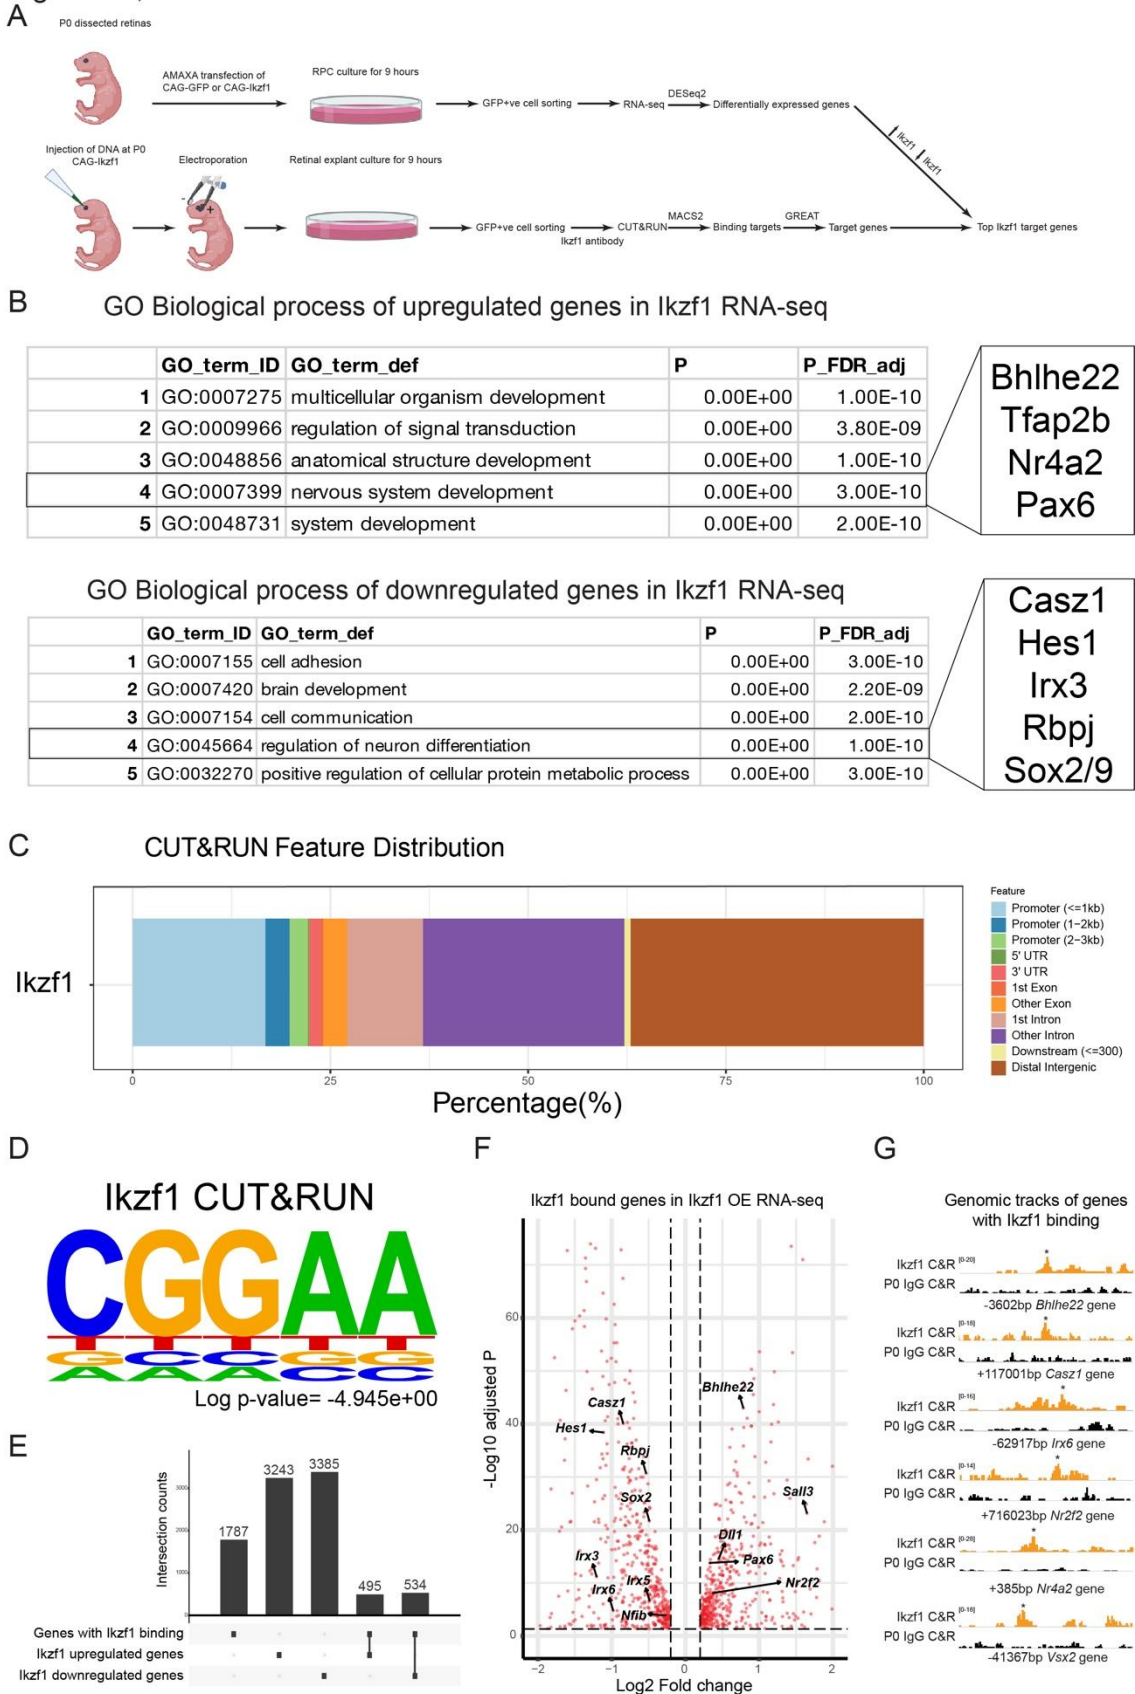 A
P0 dissected retinas
AMAXA transfection of
CAG-GFP or CAG-Ikzf1
RPC culture for 9 hours
GFP+ve cell sorting
RNA-seq
DESeq2
Differentially expressed genes
Ikzf1
Ikzf1
Injection of DNA at P0
CAG-Ikzf1
Electroporation
- +
Retinal explant culture for 9 hours
GFP+ve cell sorting
Ikzf1 antibody
CUT&RUN
MACS2
Binding targets
GREAT
Target genes
Top Ikzf1 target genes
B
GO Biological process of upregulated genes in Ikzf1 RNA-seq
GO_term_ID GO_term_def P P_FDR_adj
1 GO:0007275 multicellular organism development 0.00E+00 1.00E-10
2 GO:0009966 regulation of signal transduction 0.00E+00 3.80E-09
3 GO:0048856 anatomical structure development 0.00E+00 1.00E-10
4 GO:0007399 nervous system development 0.00E+00 3.00E-10
5 GO:0048731 system development 0.00E+00 2.00E-10
Bhlhe22
Tfap2b
Nr4a2
Pax6
GO Biological process of downregulated genes in Ikzf1 RNA-seq
GO_term_ID GO_term_def P P_FDR_adj
1 GO:0007155 cell adhesion 0.00E+00 3.00E-10
2 GO:0007420 brain development 0.00E+00 2.20E-09
3 GO:0007154 cell communication 0.00E+00 2.00E-10
4 GO:0045664 regulation of neuron differentiation 0.00E+00 1.00E-10
5 GO:0032270 positive regulation of cellular protein metabolic process 0.00E+00 3.00E-10
Casz1
Hes1
Irx3
Rbpj
Sox2/9
C
CUT&RUN Feature Distribution
Ikzf1
0 25 50 75 100
Percentage(%)
Feature
Promoter (<=1kb)
Promoter (1-2kb)
Promoter (2-3kb)
5' UTR
3' UTR
1st Exon
Other Exon
1st Intron
Other Intron
Downstream (<=300)
Distal Intergenic
D
Ikzf1 CUT&RUN
CGGAA
TTTTT
GCCGG
AAACC
Log p-value= -4.945e+00
E
Intersection counts
3000
2000
1000
0
1787 3243 3385 495 534
Genes with Ikzf1 binding
Ikzf1 upregulated genes
Ikzf1 downregulated genes
F
Ikzf1 bound genes in Ikzf1 OE RNA-seq
-Log10 adjusted P
60
40
20
0
Bhlhe22
Casz1
Hes1
Rbpj
Sox2
Sall3
Dll1
Irx3
Pax6
Irx5
Irx6
Nr2f2
Nfib
-2 -1 0 1 2
Log2 Fold change
G
Genomic tracks of genes
with Ikzf1 binding
Ikzf1 C&R [0-20] *
P0 IgG C&R
-3602bp Bhlhe22 gene
Ikzf1 C&R [0-18] *
P0 IgG C&R
+117001bp Casz1 gene
Ikzf1 C&R [0-16] *
P0 IgG C&R
-62917bp Irx6 gene
Ikzf1 C&R [0-14] *
P0 IgG C&R
+716023bp Nr2f2 gene
Ikzf1 C&R *
P0 IgG C&R
+385bp Nr4a2 gene
Ikzf1 C&R *
P0 IgG C&R
-41367bp Vsx2 gene